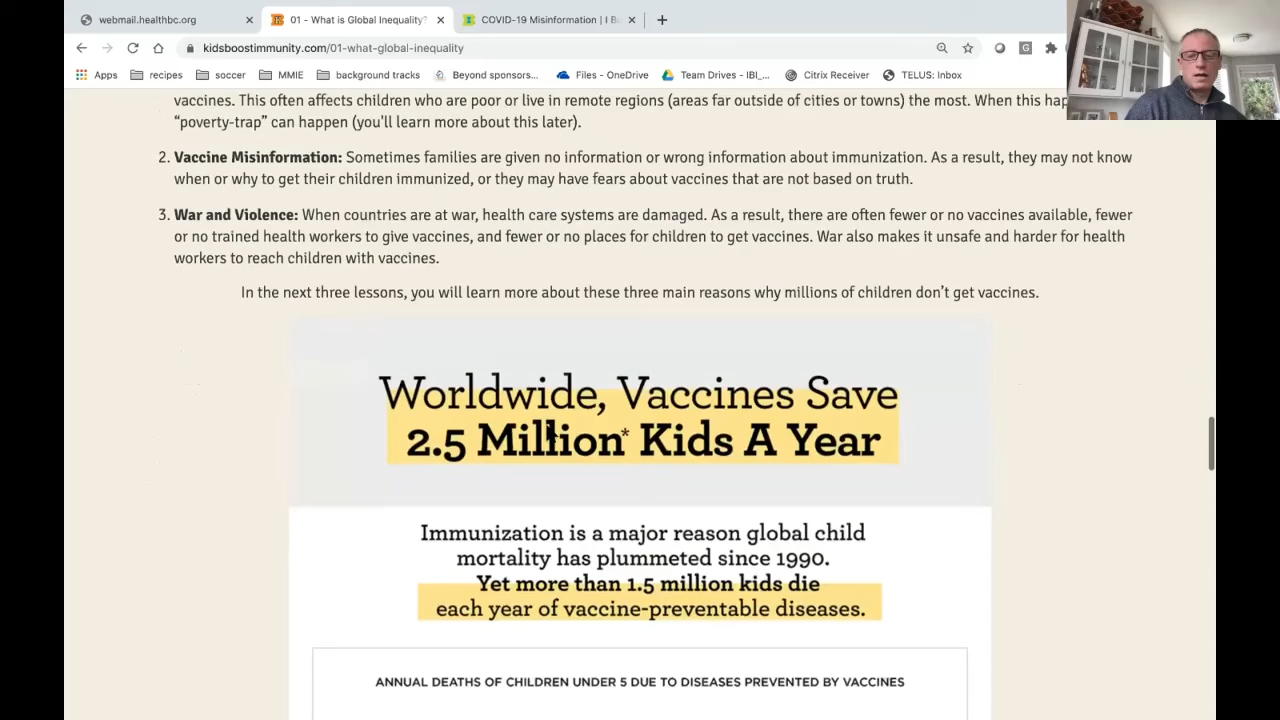 webmail.healthbc.org
01 - What is Global Inequality?
COVID-19 Misinformation | I B
kidsboostimmunity.com/01-what-global-inequality
Apps
recipes
soccer
MMIE
background tracks
Beyond sponsors...
Files - OneDrive
Team Drives - IBI_...
Citrix Receiver
TELUS: Inbox
vaccines. This often affects children who are poor or live in remote regions (areas far outside of cities or towns) the most. When this hap
“poverty-trap” can happen (you'll learn more about this later).
2. Vaccine Misinformation: Sometimes families are given no information or wrong information about immunization. As a result, they may not know
when or why to get their children immunized, or they may have fears about vaccines that are not based on truth.
3. War and Violence: When countries are at war, health care systems are damaged. As a result, there are often fewer or no vaccines available, fewer
or no trained health workers to give vaccines, and fewer or no places for children to get vaccines. War also makes it unsafe and harder for health
workers to reach children with vaccines.
In the next three lessons, you will learn more about these three main reasons why millions of children don’t get vaccines.
Worldwide, Vaccines Save
2.5 Million* Kids A Year
Immunization is a major reason global child
mortality has plummeted since 1990.
Yet more than 1.5 million kids die
each year of vaccine-preventable diseases.
ANNUAL DEATHS OF CHILDREN UNDER 5 DUE TO DISEASES PREVENTED BY VACCINES